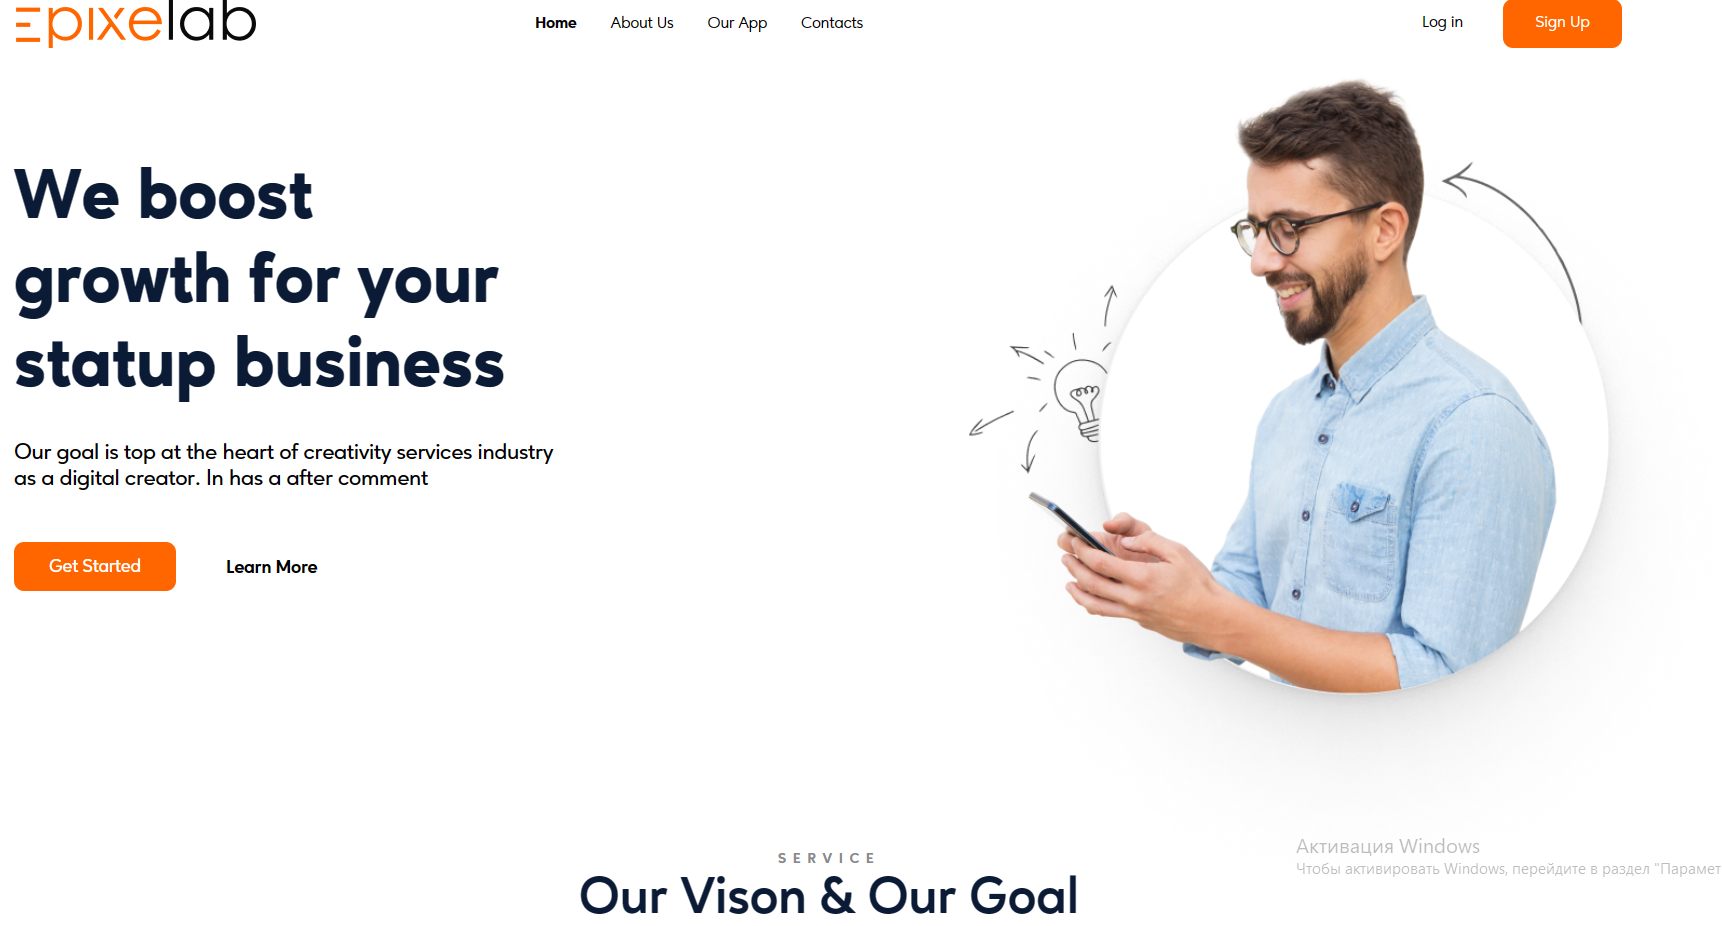 Epixelab
Home About Us Our App Contacts
Log in Sign Up
We boost
growth for your
statup business
Our goal is top at the heart of creativity services industry
as a digital creator. In has a after comment
Get Started Learn More
SERVICE
Our Vison & Our Goal
Активация Windows
Чтобы активировать Windows, перейдите в раздел "Парамет